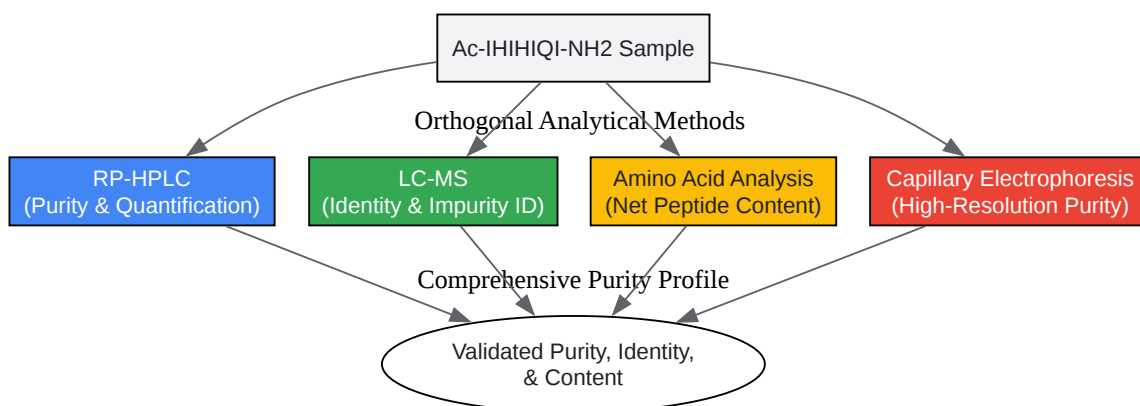 Ac-IHIHIQI-NH2 Sample
Orthogonal Analytical Methods
RP-HPLC
(Purity & Quantification)
LC-MS
(Identity & Impurity ID)
Amino Acid Analysis
(Net Peptide Content)
Capillary Electrophoresis
(High-Resolution Purity)
Comprehensive Purity Profile
Validated Purity, Identity,
& Content